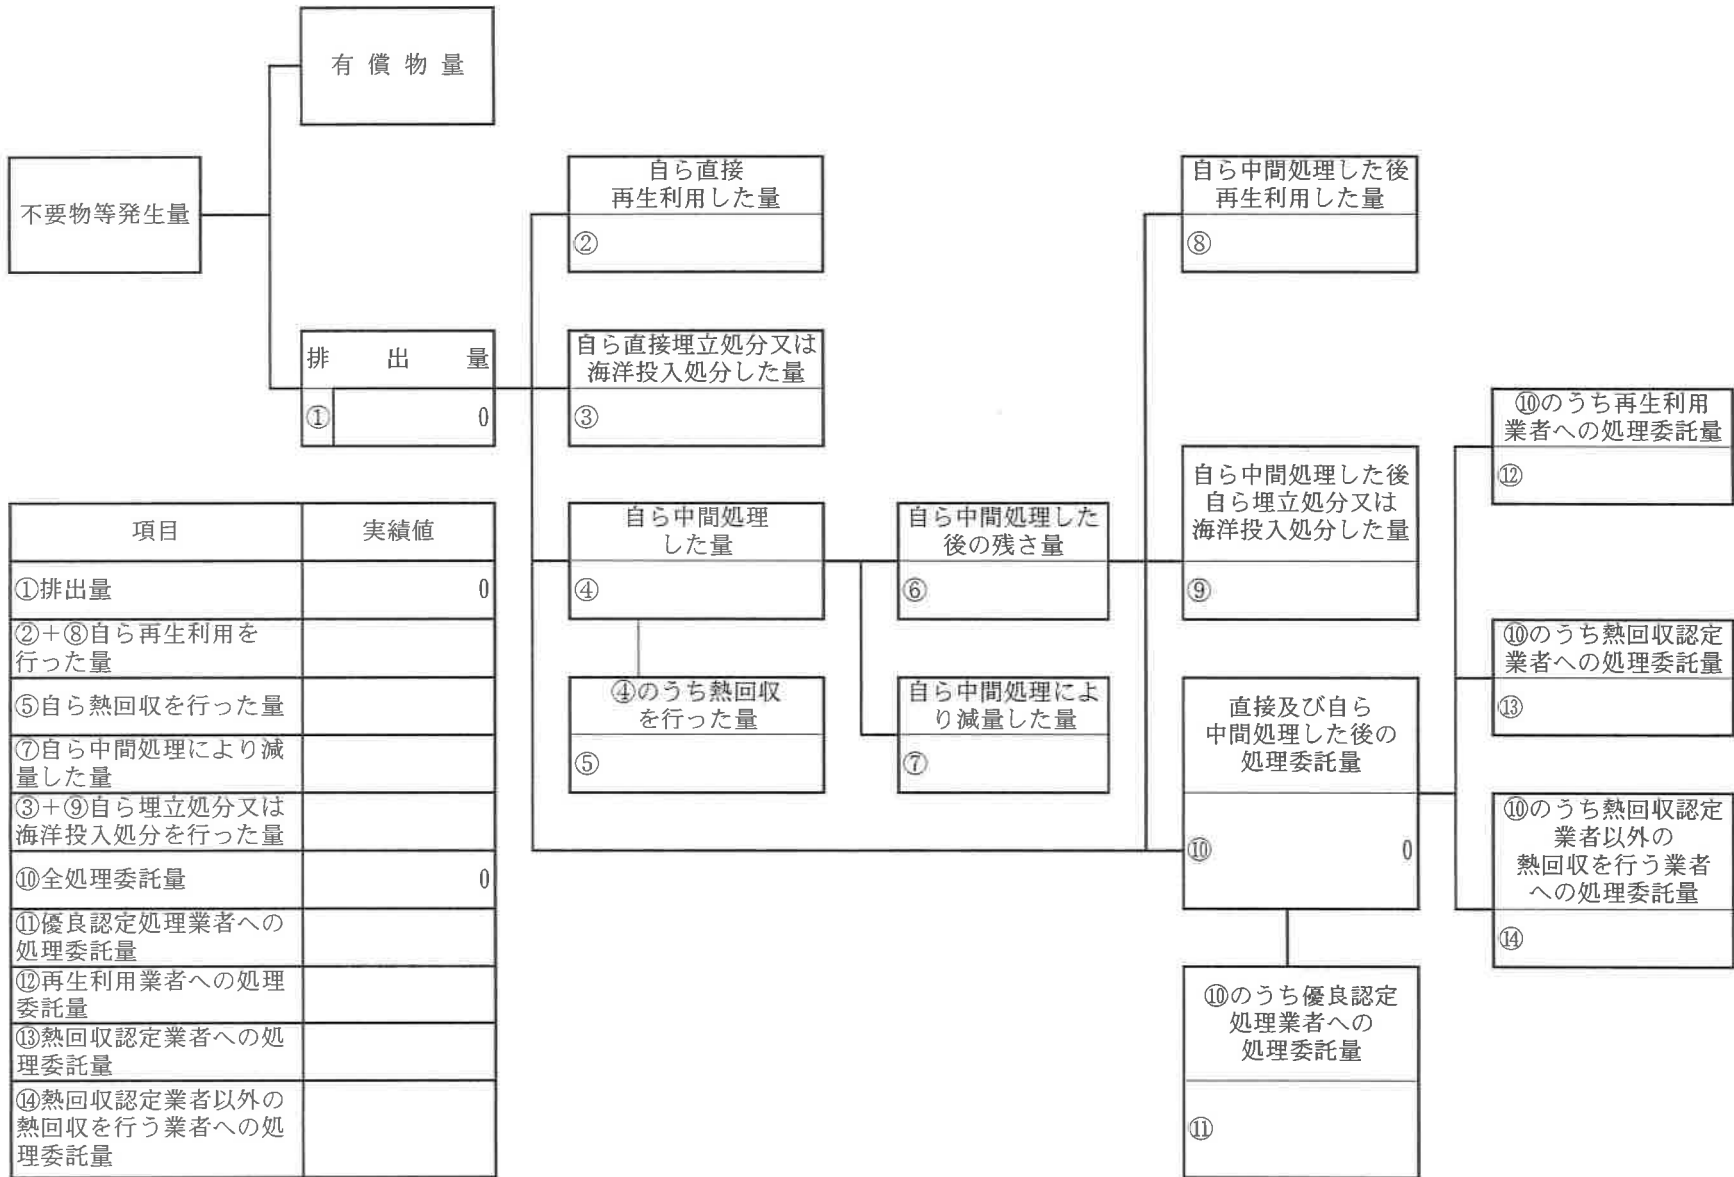 有 償 物 量
不要物等発生量
自ら直接
再生利用した量
②
自ら中間処理した後
再生利用した量
⑧
排 出 量
① 0
自ら直接埋立処分又は
海洋投入処分した量
③
⑩のうち再生利用
業者への処理委託量
⑫
自ら中間処理した後
自ら埋立処分又は
海洋投入処分した量
⑨
自ら中間処理
した量
④
自ら中間処理した
後の残さ量
⑥
⑩のうち熱回収認定
業者への処理委託量
⑬
④のうち熱回収
を行った量
⑤
自ら中間処理によ
り減量した量
⑦
直接及び自ら
中間処理した後の
処理委託量
⑩ 0
⑩のうち熱回収認定
業者以外の
熱回収を行う業者
への処理委託量
⑭
⑩のうち優良認定
処理業者への
処理委託量
⑪
項目 実績値
①排出量 0
②+⑧自ら再生利用を
行った量
⑤自ら熱回収を行った量
⑦自ら中間処理により減
量した量
③+⑨自ら埋立処分又は
海洋投入処分を行った量
⑩全処理委託量 0
⑪優良認定処理業者への
処理委託量
⑫再生利用業者への処理
委託量
⑬熱回収認定業者への処
理委託量
⑭熱回収認定業者以外の
熱回収を行う業者への処
理委託量